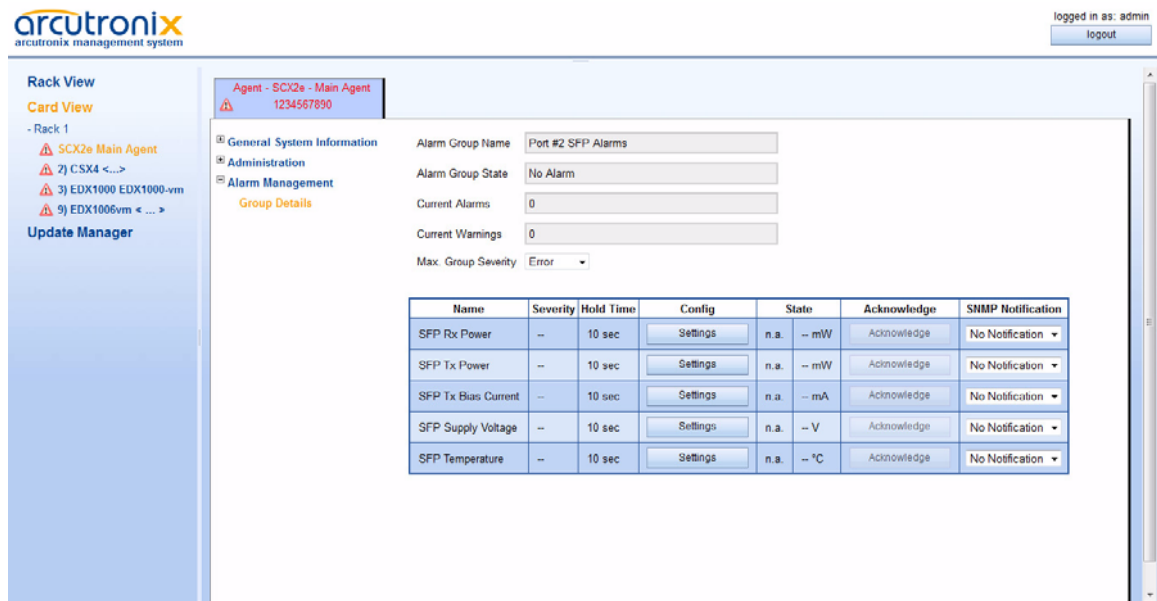 arcutronix
arcutronix management system
logged in as: admin
logout
Rack View
Card View
- Rack 1
SCX2e Main Agent
2) CSX4 <...>
3) EDX1000 EDX1000-vm
9) EDX1006vm < ... >
Update Manager
Agent - SCX2e - Main Agent
1234567890
General System Information
Administration
Alarm Management
Group Details
Alarm Group Name Port #2 SFP Alarms
Alarm Group State No Alarm
Current Alarms 0
Current Warnings 0
Max. Group Severity Error
Name Severity Hold Time Config State Acknowledge SNMP Notification
SFP Rx Power -- 10 sec Settings n.a. -- mW Acknowledge No Notification
SFP Tx Power -- 10 sec Settings n.a. -- mW Acknowledge No Notification
SFP Tx Bias Current -- 10 sec Settings n.a. -- mA Acknowledge No Notification
SFP Supply Voltage -- 10 sec Settings n.a. -- V Acknowledge No Notification
SFP Temperature -- 10 sec Settings n.a. -- °C Acknowledge No Notification